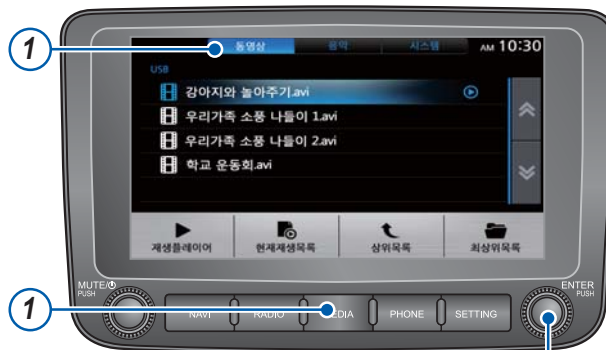 1
동영상 음악 시스템 AM 10:30
USB
강아지와 놀아주기.avi
우리가족 소풍 나들이 1.avi
우리가족 소풍 나들이 2.avi
학교 운동회.avi
재생플레이어 현재재생목록 상위목록 최상위목록
MUTE/
PUSH
ENTER
PUSH
1
NAVI RADIO MEDIA PHONE SETTING